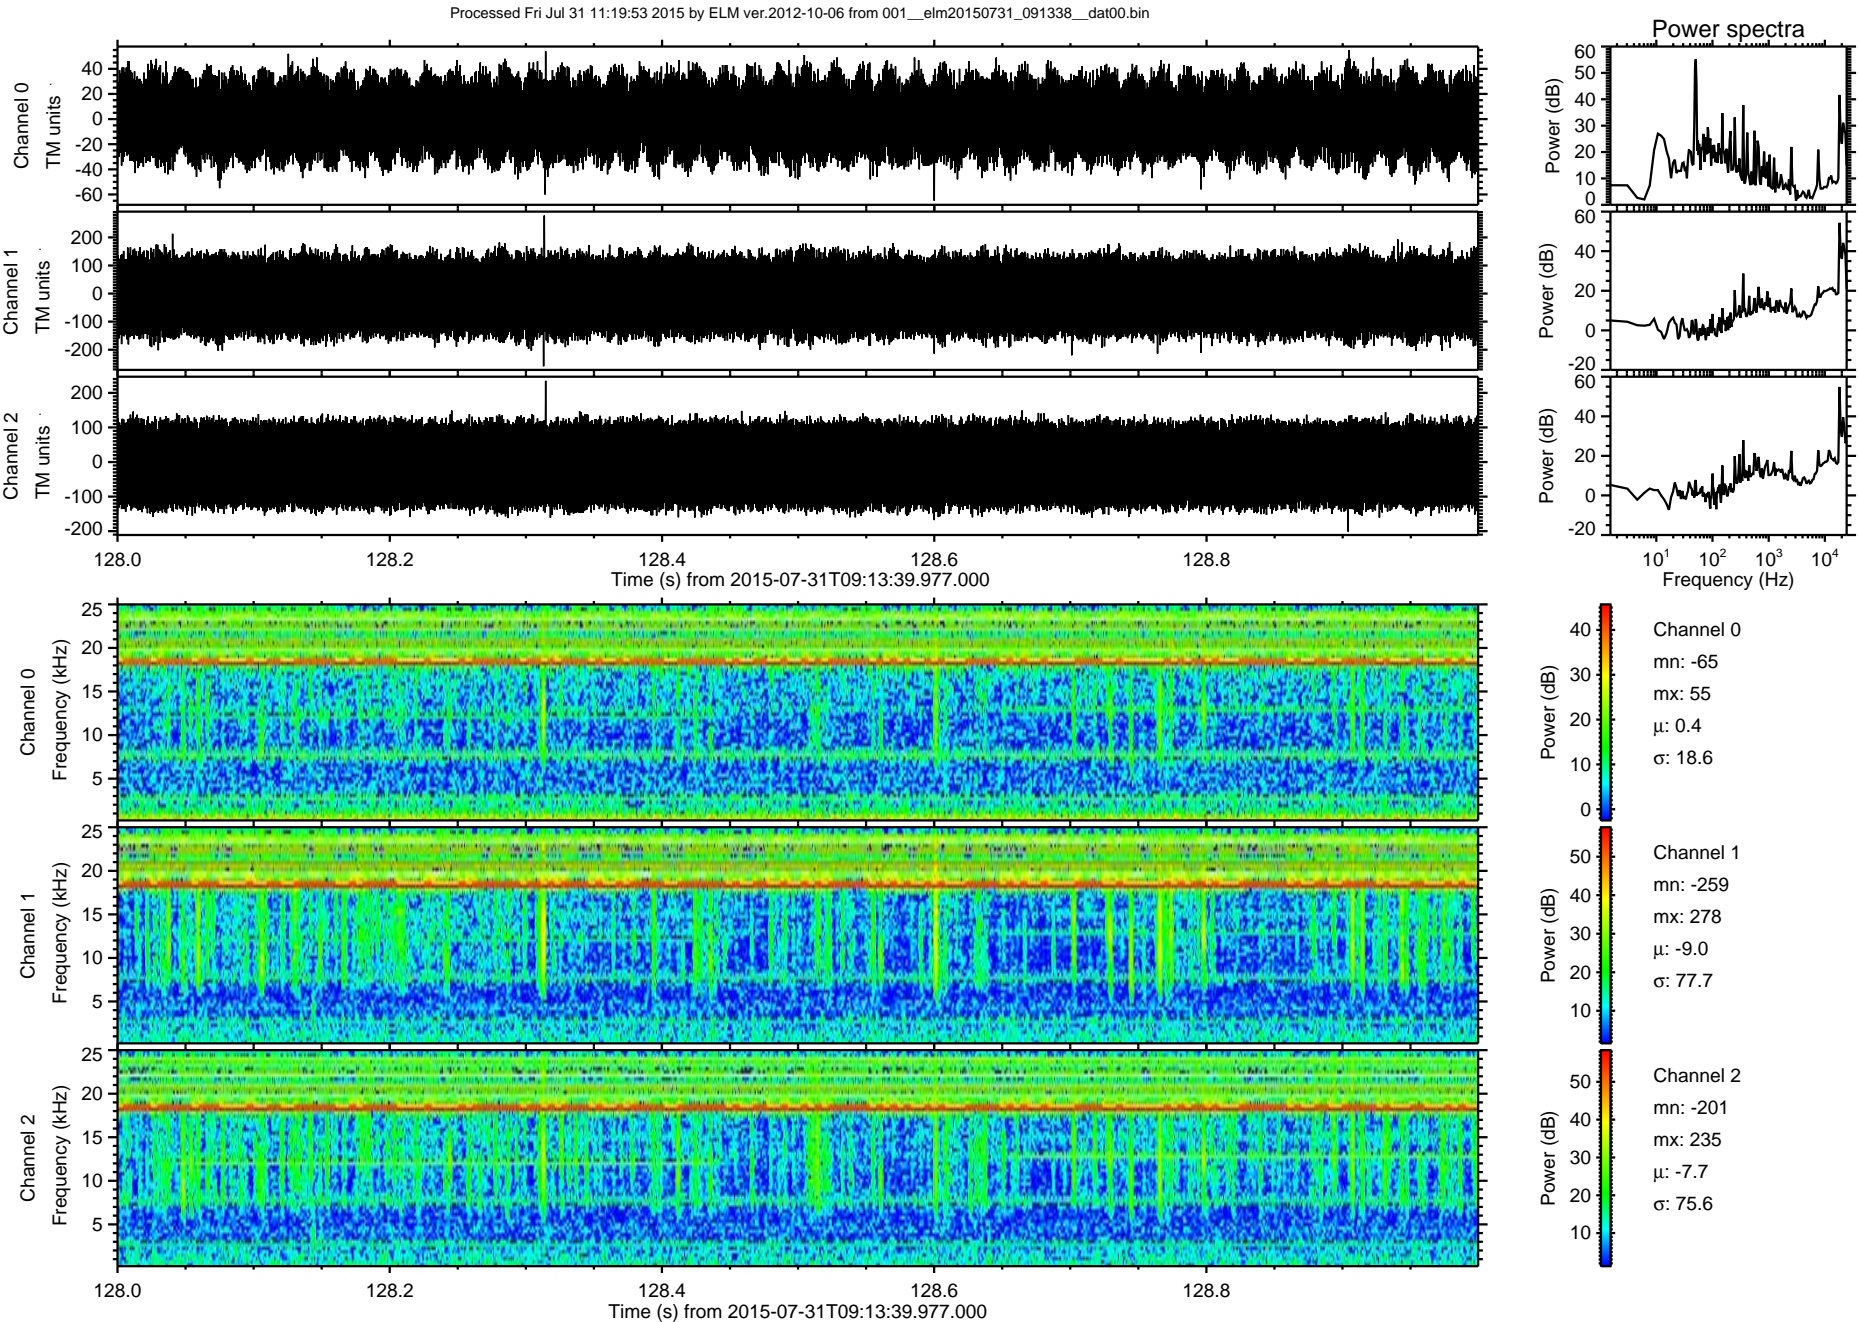 Processed Fri Jul 31 11:19:53 2015 by ELM ver.2012-10-06 from 001__elm20150731_091338__dat00.bin
Power spectra
Channel 0
TM units
40
20
0
-20
-40
-60
Power (dB)
60
50
40
30
20
10
0
Channel 1
TM units
200
100
0
-100
-200
Power (dB)
60
40
20
0
-20
Channel 2
TM units
200
100
0
-100
-200
Power (dB)
60
40
20
0
-20
128.0
128.2
128.4
128.6
128.8
Time (s) from 2015-07-31T09:13:39.977.000
10^1
10^2
10^3
10^4
Frequency (Hz)
Channel 0
Frequency (kHz)
25
20
15
10
5
Power (dB)
40
30
20
10
0
Channel 0
mn: -65
mx: 55
μ: 0.4
σ: 18.6
Channel 1
Frequency (kHz)
25
20
15
10
5
Power (dB)
50
40
30
20
10
Channel 1
mn: -259
mx: 278
μ: -9.0
σ: 77.7
Channel 2
Frequency (kHz)
25
20
15
10
5
Power (dB)
50
40
30
20
10
Channel 2
mn: -201
mx: 235
μ: -7.7
σ: 75.6
128.0
128.2
128.4
128.6
128.8
Time (s) from 2015-07-31T09:13:39.977.000